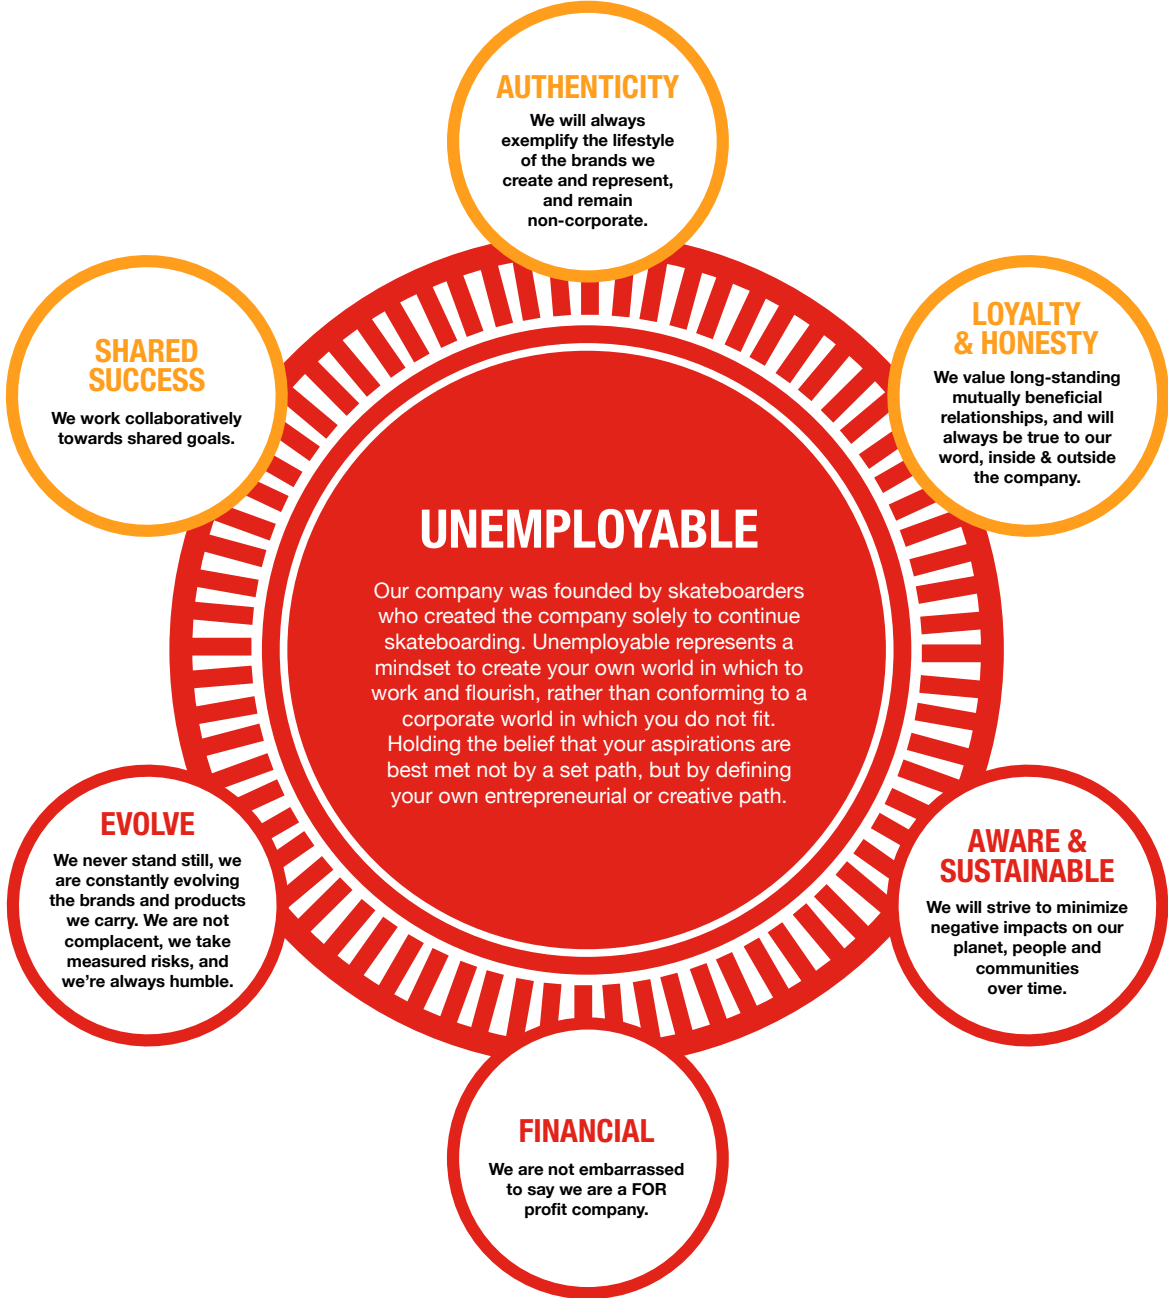 AUTHENTICITY
We will always
exemplify the lifestyle
of the brands we
create and represent,
and remain
non-corporate.
SHARED
SUCCESS
We work collaboratively
towards shared goals.
LOYALTY
& HONESTY
We value long-standing
mutually beneficial
relationships, and will
always be true to our
word, inside & outside
the company.
UNEMPLOYABLE
Our company was founded by skateboarders
who created the company solely to continue
skateboarding. Unemployable represents a
mindset to create your own world in which to
work and flourish, rather than conforming to a
corporate world in which you do not fit.
Holding the belief that your aspirations are
best met not by a set path, but by defining
your own entrepreneurial or creative path.
EVOLVE
We never stand still, we
are constantly evolving
the brands and products
we carry. We are not
complacent, we take
measured risks, and
we’re always humble.
AWARE &
SUSTAINABLE
We will strive to minimize
negative impacts on our
planet, people and
communities
over time.
FINANCIAL
We are not embarrassed
to say we are a FOR
profit company.